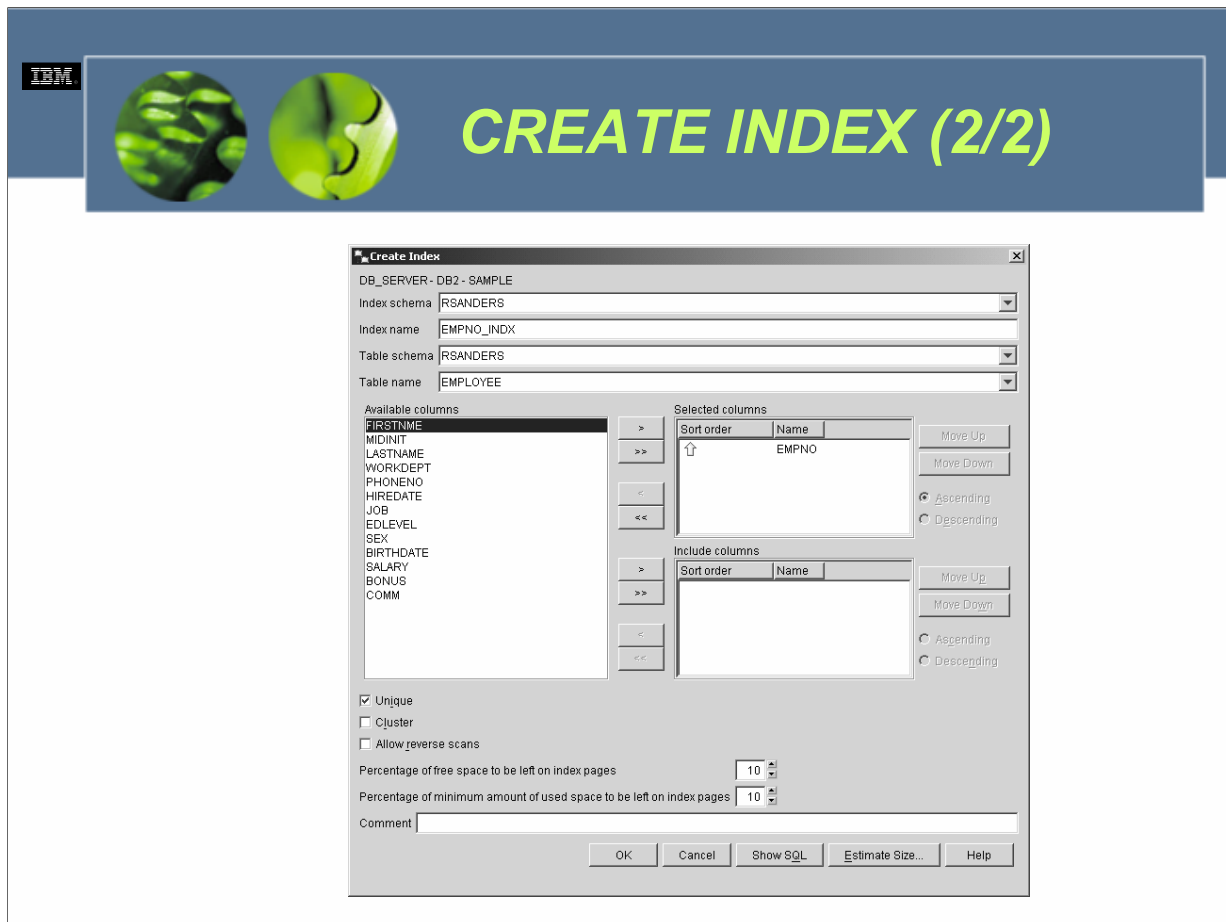 IBM.
CREATE INDEX (2/2)
Create Index
DB_SERVER - DB2 - SAMPLE
Index schema RSANDERS
Index name EMPNO_INDX
Table schema RSANDERS
Table name EMPLOYEE
Available columns
FIRSTNME
MIDINIT
LASTNAME
WORKDEPT
PHONENO
HIREDATE
JOB
EDLEVEL
SEX
BIRTHDATE
SALARY
BONUS
COMM
>
>>
<
<<
>
>>
<
<<
Selected columns
Sort order Name
EMPNO
Move Up
Move Down
Ascending
Descending
Include columns
Sort order Name
Move Up
Move Down
Ascending
Descending
Unique
Cluster
Allow reverse scans
Percentage of free space to be left on index pages 10
Percentage of minimum amount of used space to be left on index pages 10
Comment
OK Cancel Show SQL Estimate Size... Help